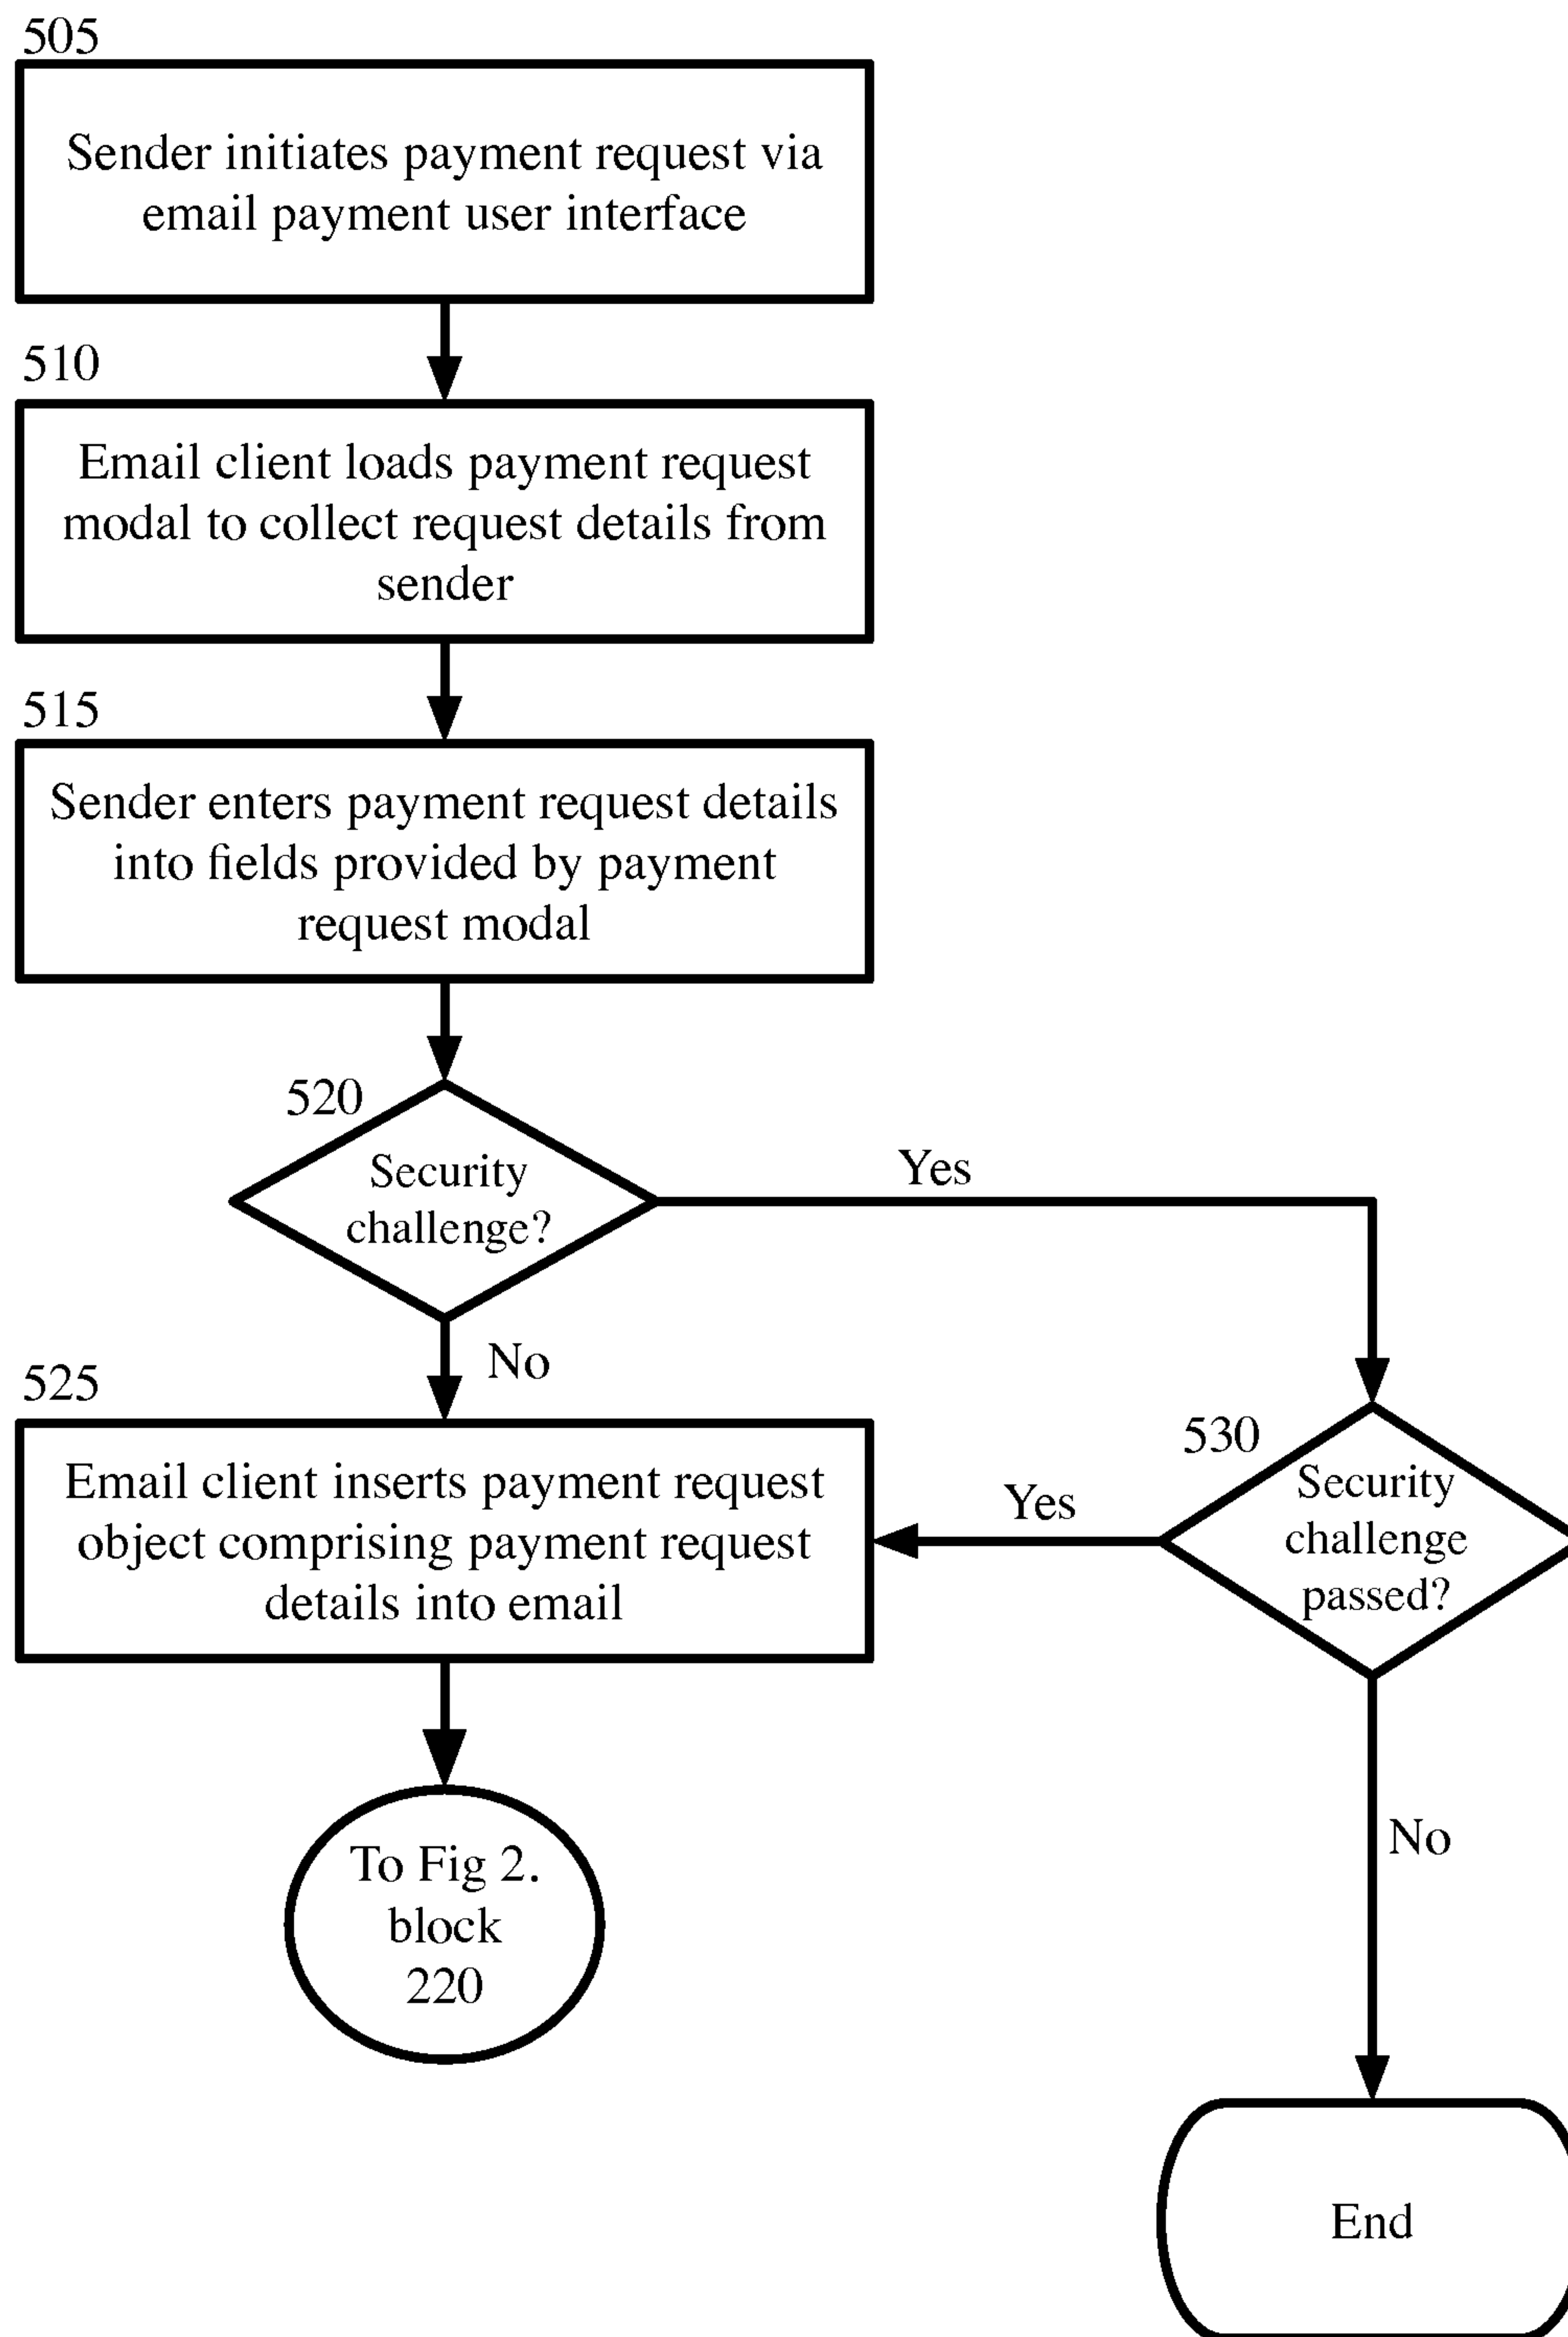 505
Sender initiates payment request via
email payment user interface
510
Email client loads payment request
modal to collect request details from
sender
515
Sender enters payment request details
into fields provided by payment
request modal
520
Security
challenge?
Yes
No
525
Email client inserts payment request
object comprising payment request
details into email
530
Security
challenge
passed?
Yes
No
To Fig 2.
block
220
End